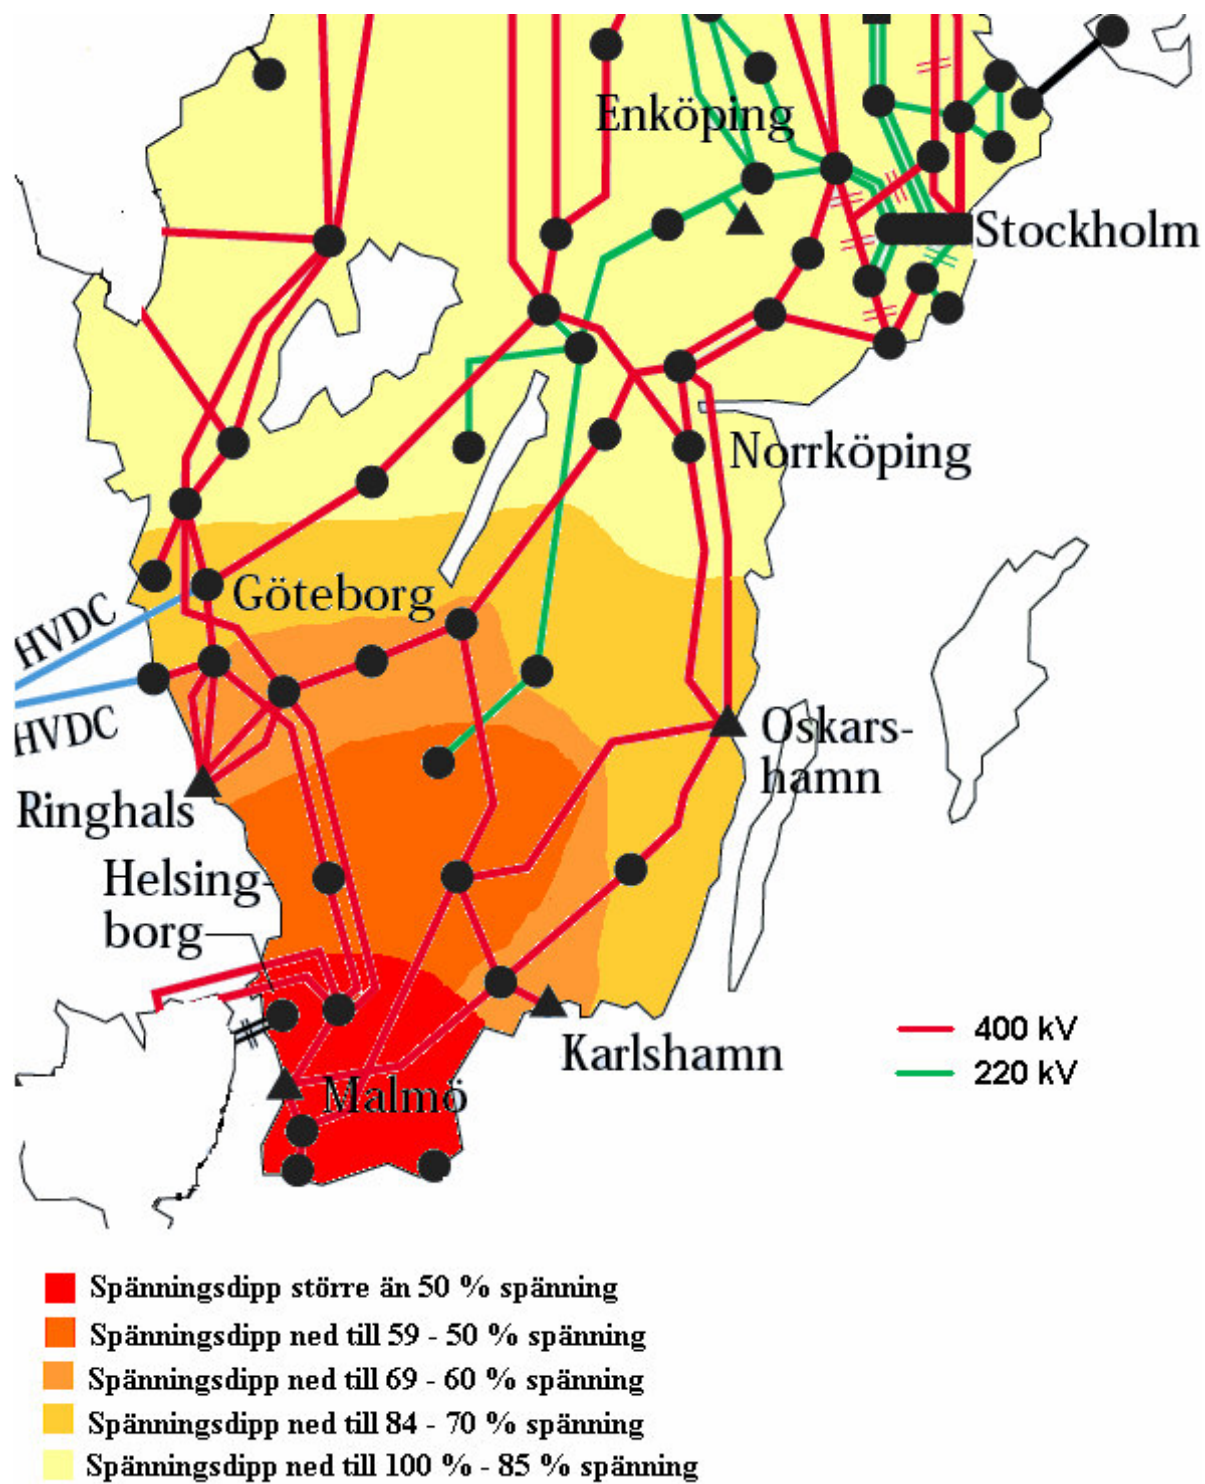 Enköping
Stockholm
Norrköping
Göteborg
HVDC
HVDC
Oskars-
hamn
Ringhals
Helsing-
borg
Karlshamn
400 kV
220 kV
Malmö
Spänningsdipp större än 50 % spänning
Spänningsdipp ned till 59 - 50 % spänning
Spänningsdipp ned till 69 - 60 % spänning
Spänningsdipp ned till 84 - 70 % spänning
Spänningsdipp ned till 100 % - 85 % spänning